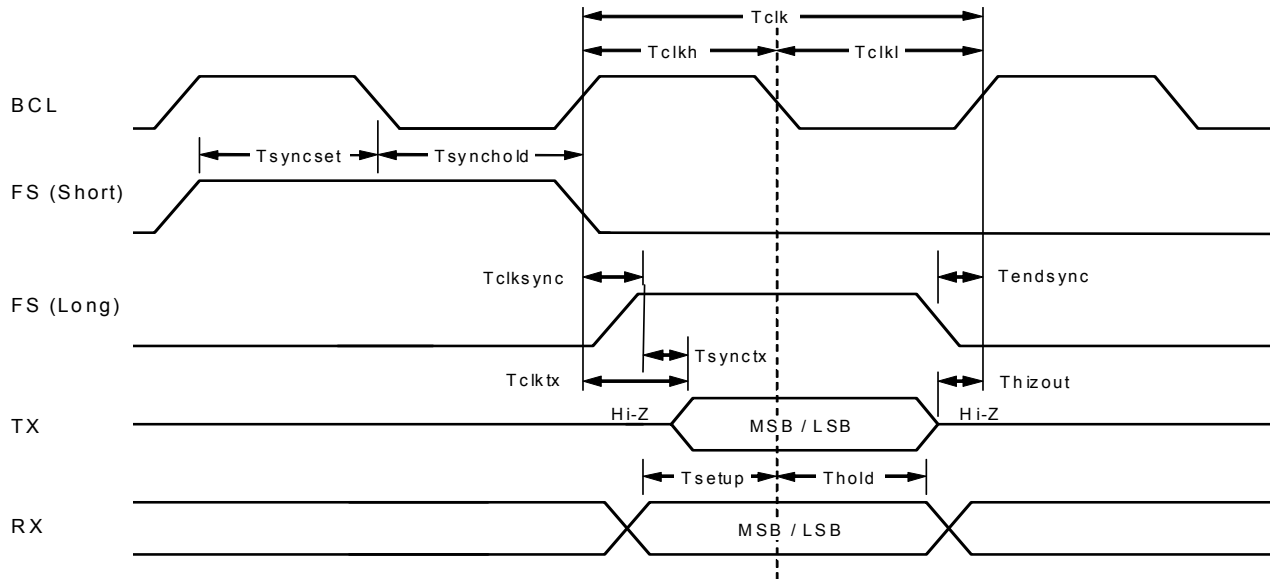 Tclk
Tclkh
Tclkl
BCL
Tsyncset
Tsynchold
FS (Short)
Tclksync
Tendsync
FS (Long)
Tsynctx
Tclktx
Thizout
Hi-Z
Hi-Z
TX
MSB / LSB
Tsetup
Thold
RX
MSB / LSB